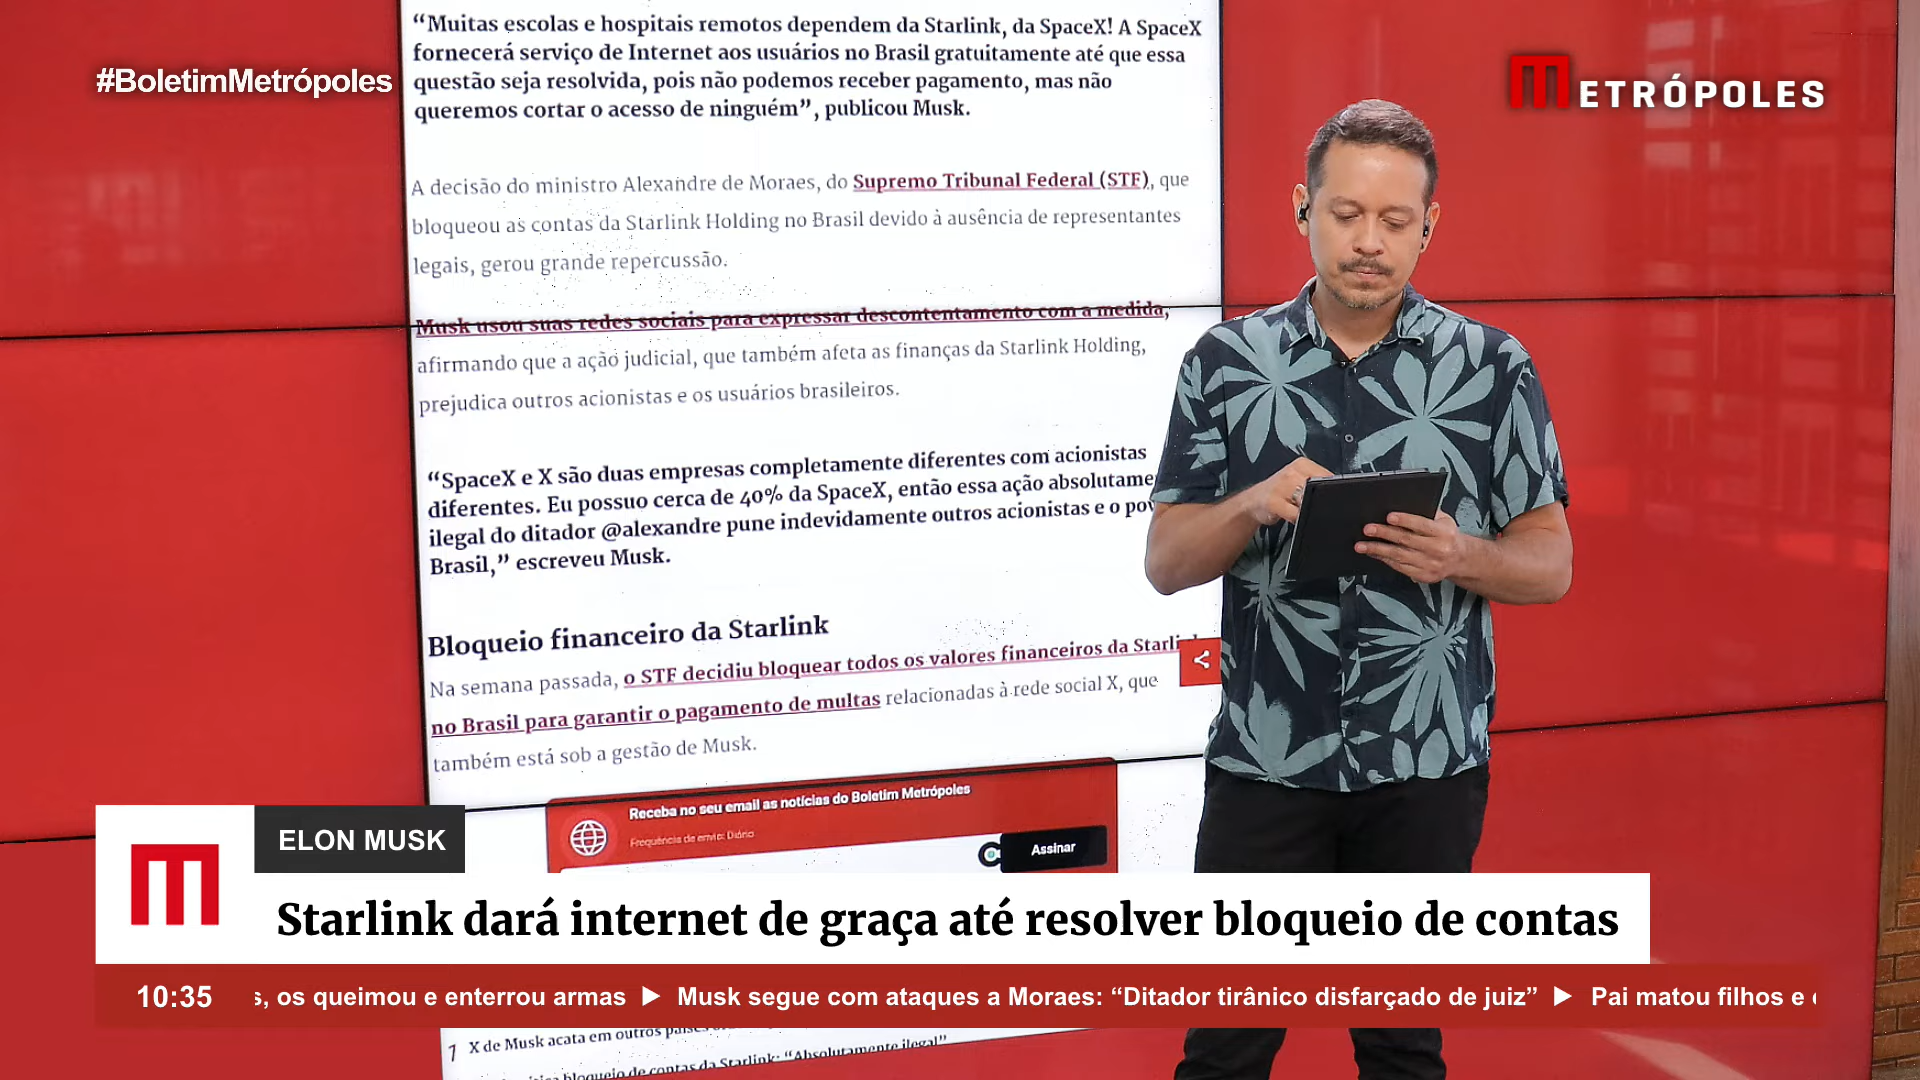 #BoletimMetrópoles
METRÓPOLES
“Muitas escolas e hospitais remotos dependem da Starlink, da SpaceX! A SpaceX
fornecerá serviço de Internet aos usuários no Brasil gratuitamente até que essa
questão seja resolvida, pois não podemos receber pagamento, mas não
queremos cortar o acesso de ninguém”, publicou Musk.
A decisão do ministro Alexandre de Moraes, do Supremo Tribunal Federal (STF), que
bloqueou as contas da Starlink Holding no Brasil devido à ausência de representantes
legais, gerou grande repercussão.
Musk usou suas redes sociais para expressar descontentamento com a medida,
afirmando que a ação judicial, que também afeta as finanças da Starlink Holding,
prejudica outros acionistas e os usuários brasileiros.
“SpaceX e X são duas empresas completamente diferentes com acionistas
diferentes. Eu possuo cerca de 40% da SpaceX, então essa ação absolutame
ilegal do ditador @alexandre pune indevidamente outros acionistas e o pov
Brasil,” escreveu Musk.
Bloqueio financeiro da Starlink
Na semana passada, o STF decidiu bloquear todos os valores financeiros da Starlink
no Brasil para garantir o pagamento de multas relacionadas à rede social X, que
também está sob a gestão de Musk.
Receba no seu email as notícias do Boletim Metrópoles
Frequência de envio: Diário
Assinar
ELON MUSK
Starlink dará internet de graça até resolver bloqueio de contas
10:35 s, os queimou e enterrou armas ▶ Musk segue com ataques a Moraes: “Ditador tirânico disfarçado de juiz” ▶ Pai matou filhos e
X de Musk acata em outros países
bloqueio de contas da Starlink: “Absolutamente ilegal”